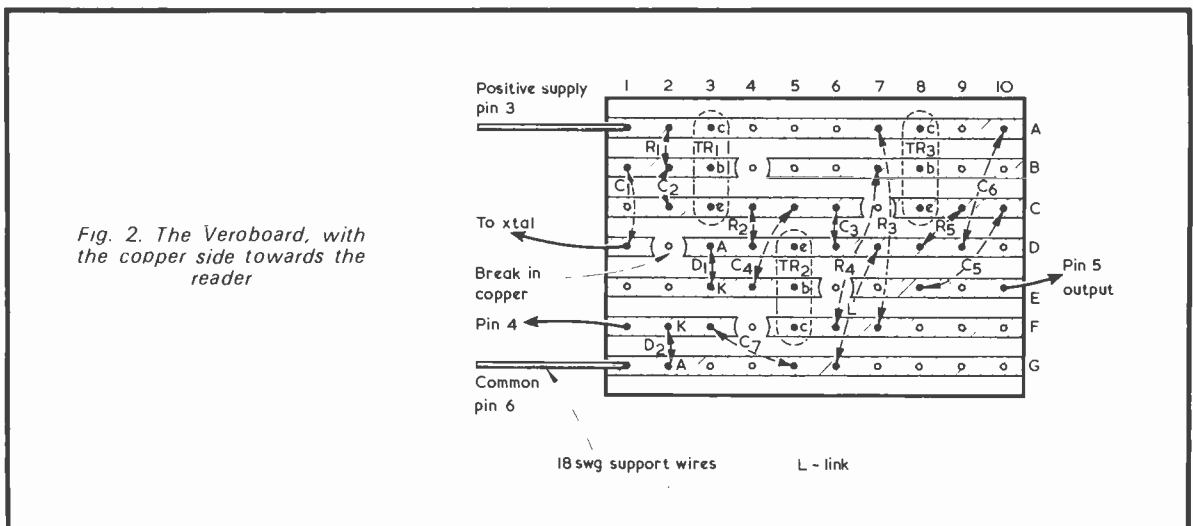 Positive supply
pin 3
1 2 3 4 5 6 7 8 9 10
c c A
R1 TR1 TR3
b b B
C C2 C6
e e C
R2 C3 R3 R5
To xtal
A e D
D1 C4 TR2 R4 C5
Break in
copper
K b E
Pin 5
output
L
Pin 4
K c F
D2 C7
A G
Common
pin 6
18 swg support wires
L - link
Fig. 2. The Veroboard, with
the copper side towards the
reader